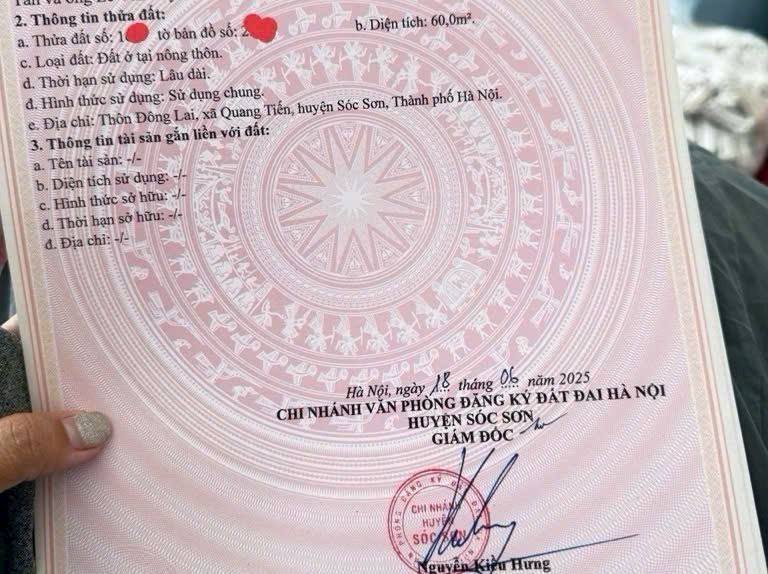 2. Thông tin thửa đất:
a. Thửa đất số: 1 tờ bản đồ số: 2 b. Diện tích: 60,0m².
c. Loại đất: Đất ở tại nông thôn.
d. Thời hạn sử dụng: Lâu dài.
đ. Hình thức sử dụng: Sử dụng chung.
e. Địa chỉ: Thôn Đông Lai, xã Quang Tiến, huyện Sóc Sơn, Thành phố Hà Nội.
3. Thông tin tài sản gắn liền với đất:
a. Tên tài sản: -/-
b. Diện tích sử dụng: -/-
c. Hình thức sở hữu: -/-
d. Thời hạn sở hữu: -/-
đ. Địa chỉ: -/-
Hà Nội, ngày 18 tháng 06 năm 2025
CHI NHÁNH VĂN PHÒNG ĐĂNG KÝ ĐẤT ĐAI HÀ NỘI
HUYỆN SÓC SƠN
GIÁM ĐỐC
CHI NHÁNH
HUYỆN
SÓC SƠN
Nguyễn Kiều Hưng